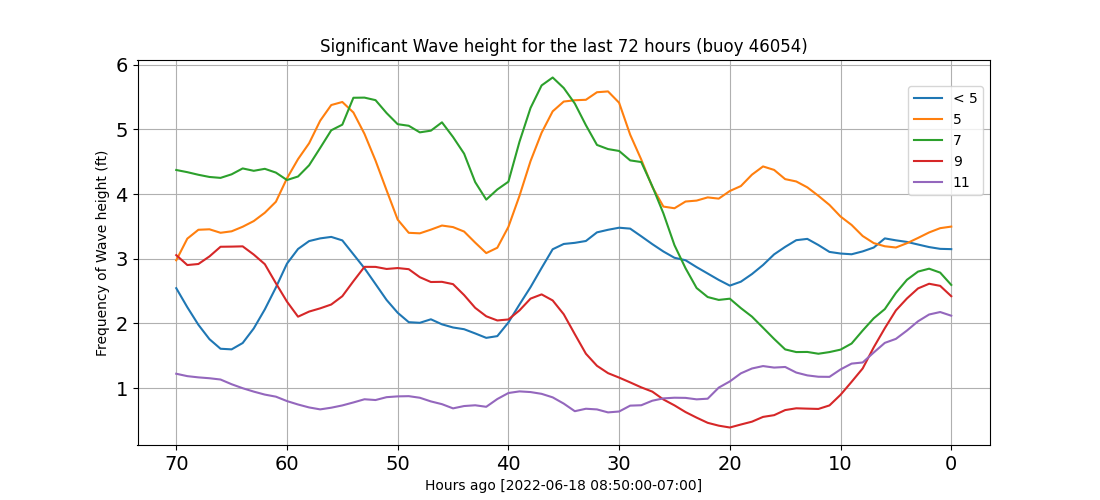 Significant Wave height for the last 72 hours (buoy 46054)
Frequency of Wave height (ft)
6
5
4
3
2
1
< 5
5
7
9
11
70 60 50 40 30 20 10 0
Hours ago [2022-06-18 08:50:00-07:00]